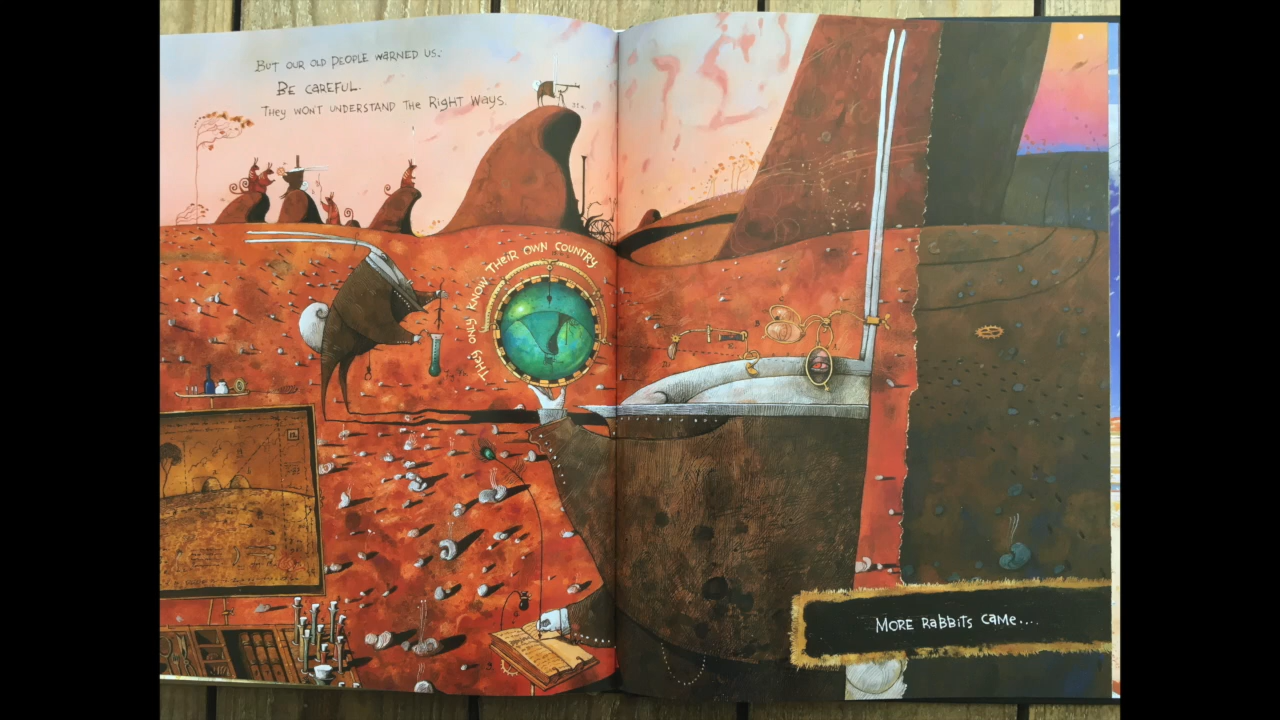 BUT OUR OLD PEOPLE WARNED US:
BE CAREFUL.
THEY WON'T UNDERSTAND THE RIGHT WAYS.
THEY ONLY KNOW THEIR OWN COUNTRY
MORE RABBITS CAME....